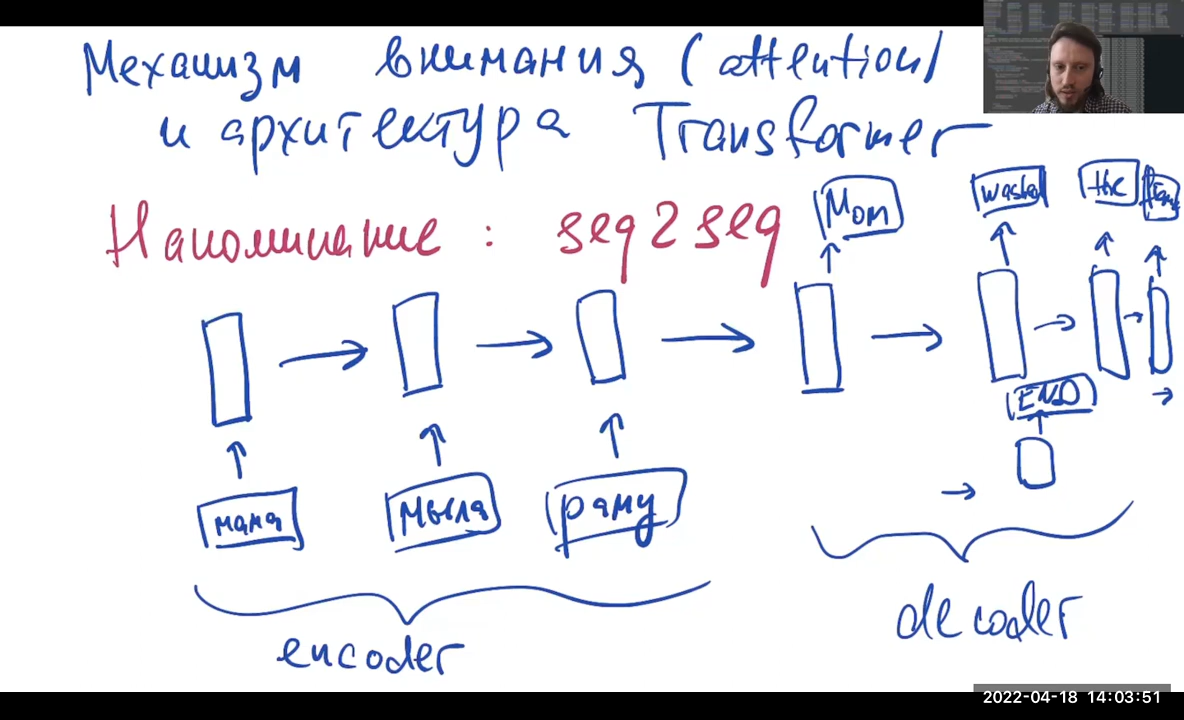 Механизм внимания (attention)
и архитектура Transformer
Напоминание: seq2seq
Mom
washed
the
мама
мыла
раму
END
encoder
decoder
2022-04-18 14:03:51